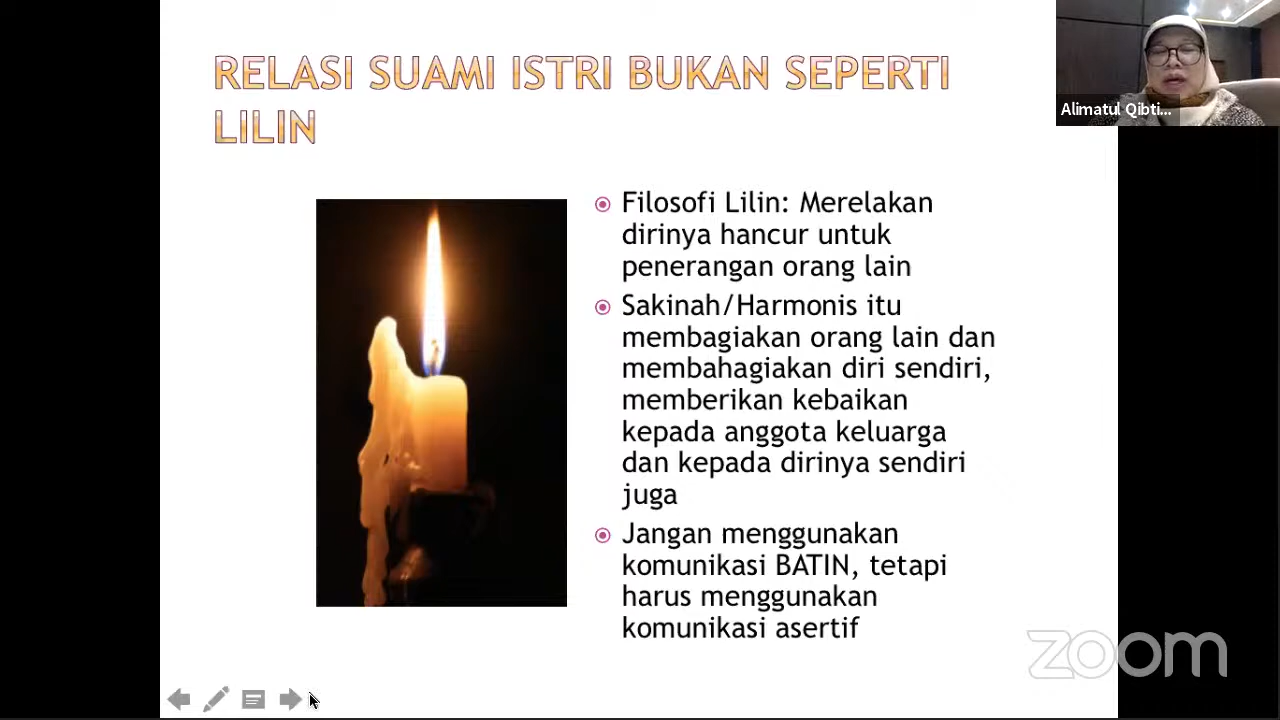 RELASI SUAMI ISTRI BUKAN SEPERTI
LILIN
Filosofi Lilin: Merelakan
dirinya hancur untuk
penerangan orang lain
Sakinah/Harmonis itu
membagiakan orang lain dan
membahagiakan diri sendiri,
memberikan kebaikan
kepada anggota keluarga
dan kepada dirinya sendiri
juga
Jangan menggunakan
komunikasi BATIN, tetapi
harus menggunakan
komunikasi asertif
Alimatul Qibti...
zoom